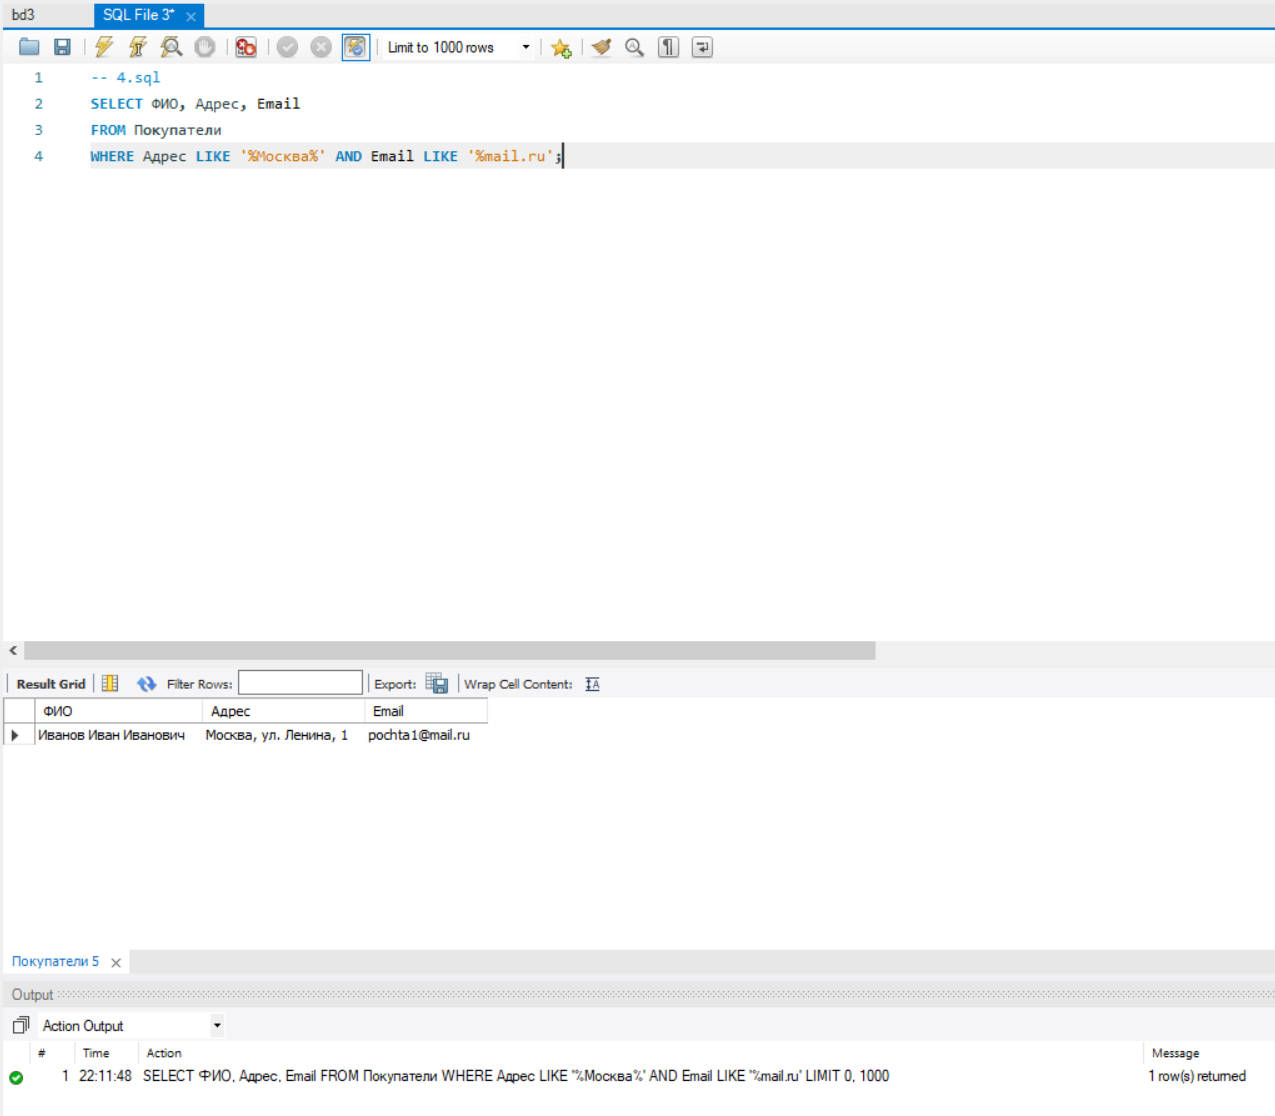 bd3 SQL File 3*
Limit to 1000 rows
1 -- 4.sql
2 SELECT ФИО, Адрес, Email
3 FROM Покупатели
4 WHERE Адрес LIKE '%Москва%' AND Email LIKE '%mail.ru';
Result Grid Filter Rows: Export: Wrap Cell Content:
ФИО Адрес Email
Иванов Иван Иванович Москва, ул. Ленина, 1 pochta1@mail.ru
Покупатели 5
Output
Action Output
# Time Action Message
1 22:11:48 SELECT ФИО, Адрес, Email FROM Покупатели WHERE Адрес LIKE '%Москва%' AND Email LIKE '%mail.ru' LIMIT 0, 1000 1 row(s) returned